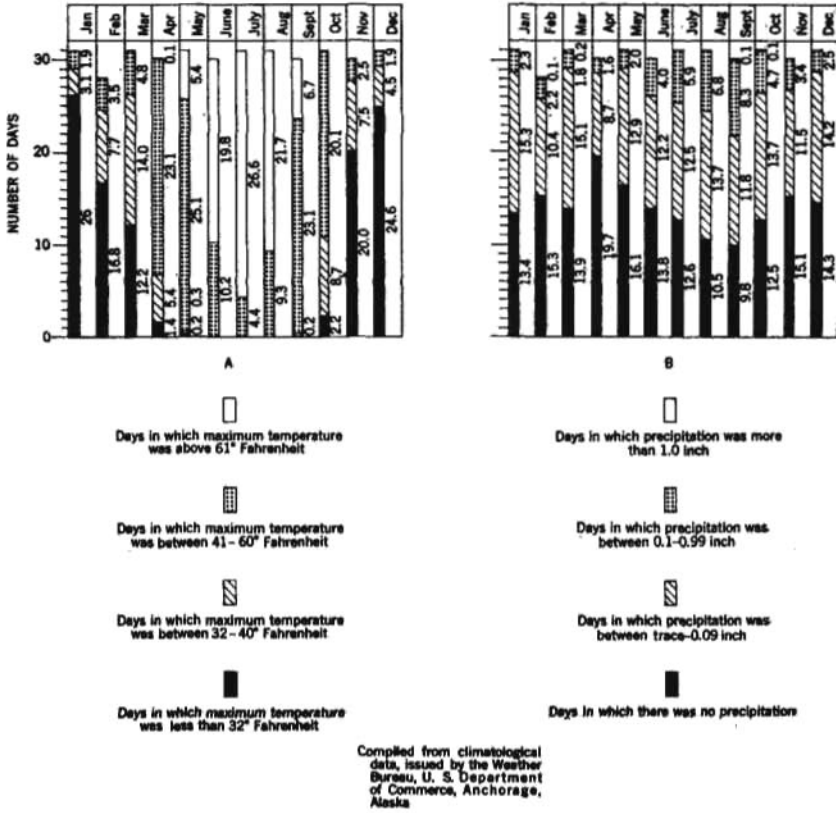 Jan Feb Mar Apr May June July Aug Sept Oct Nov Dec
30 20 10 0
NUMBER OF DAYS
26 3.1 1.9
16.8 7.7 3.5
12.2 14.0 4.8
1.4 5.4 23.1 0.1
0.2 0.3 25.1 5.4
10.2 19.8
4.4 26.6
9.3 21.7
0.2 23.1 6.7
2.2 8.7 20.1
20.0 7.5 2.5
24.6 4.5 1.9
A
Jan Feb Mar Apr May June July Aug Sept Oct Nov Dec
13.4 15.3 2.3
15.3 10.4 2.2 0.1
13.9 15.1 1.8 0.2
19.7 8.7 1.6
16.1 12.9 2.0
13.8 12.2 4.0
12.6 12.5 5.9
10.5 13.7 6.8
9.8 11.8 8.3 0.1
12.5 13.7 4.7 0.1
15.1 11.5 3.4
14.3 14.2 2.5
B
Days in which maximum temperature
was above 61° Fahrenheit
Days in which maximum temperature
was between 41-60° Fahrenheit
Days in which maximum temperature
was between 32-40° Fahrenheit
Days in which maximum temperature
was less than 32° Fahrenheit
Days in which precipitation was more
than 1.0 inch
Days in which precipitation was
between 0.1-0.99 inch
Days in which precipitation was
between trace-0.09 inch
Days in which there was no precipitation
Compiled from climatological
data, issued by the Weather
Bureau, U. S. Department
of Commerce, Anchorage,
Alaska